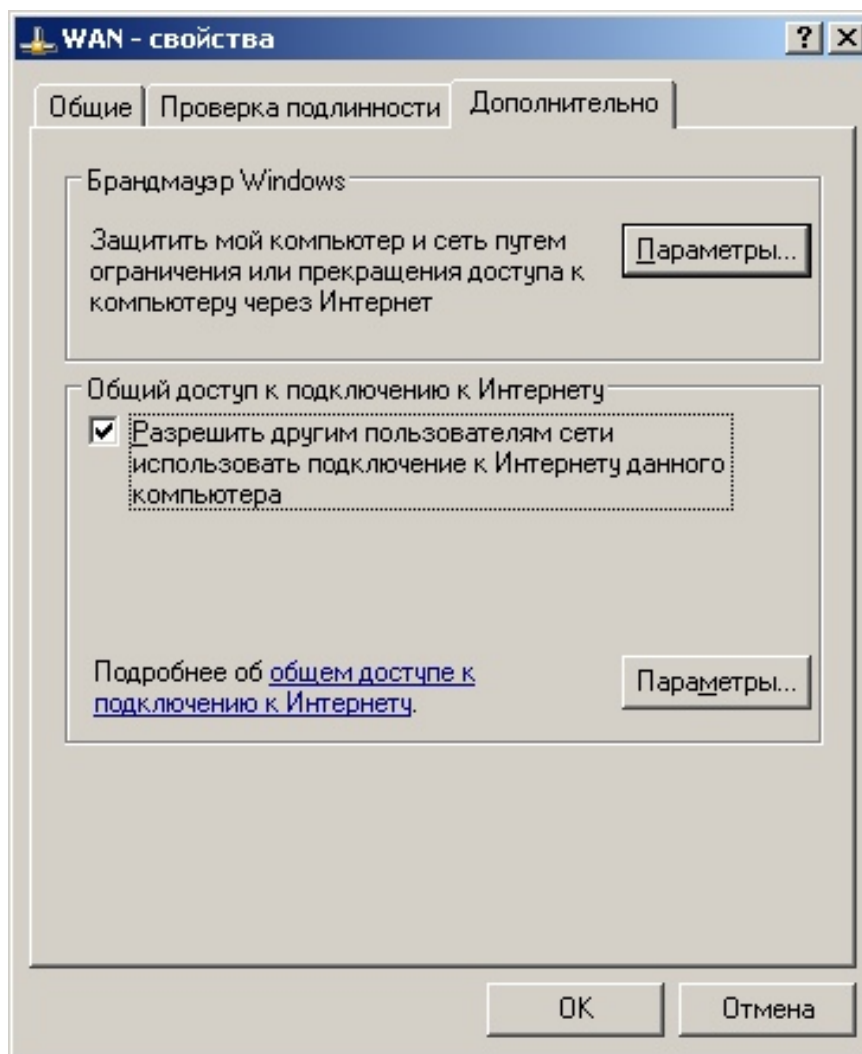 WAN - свойства
Общие
Проверка подлинности
Дополнительно
Брандмауэр Windows
Защитить мой компьютер и сеть путем
ограничения или прекращения доступа к
компьютеру через Интернет
Параметры...
Общий доступ к подключению к Интернету
Разрешить другим пользователям сети
использовать подключение к Интернету данного
компьютера
Подробнее об общем доступе к
подключению к Интернету.
Параметры...
OK
Отмена